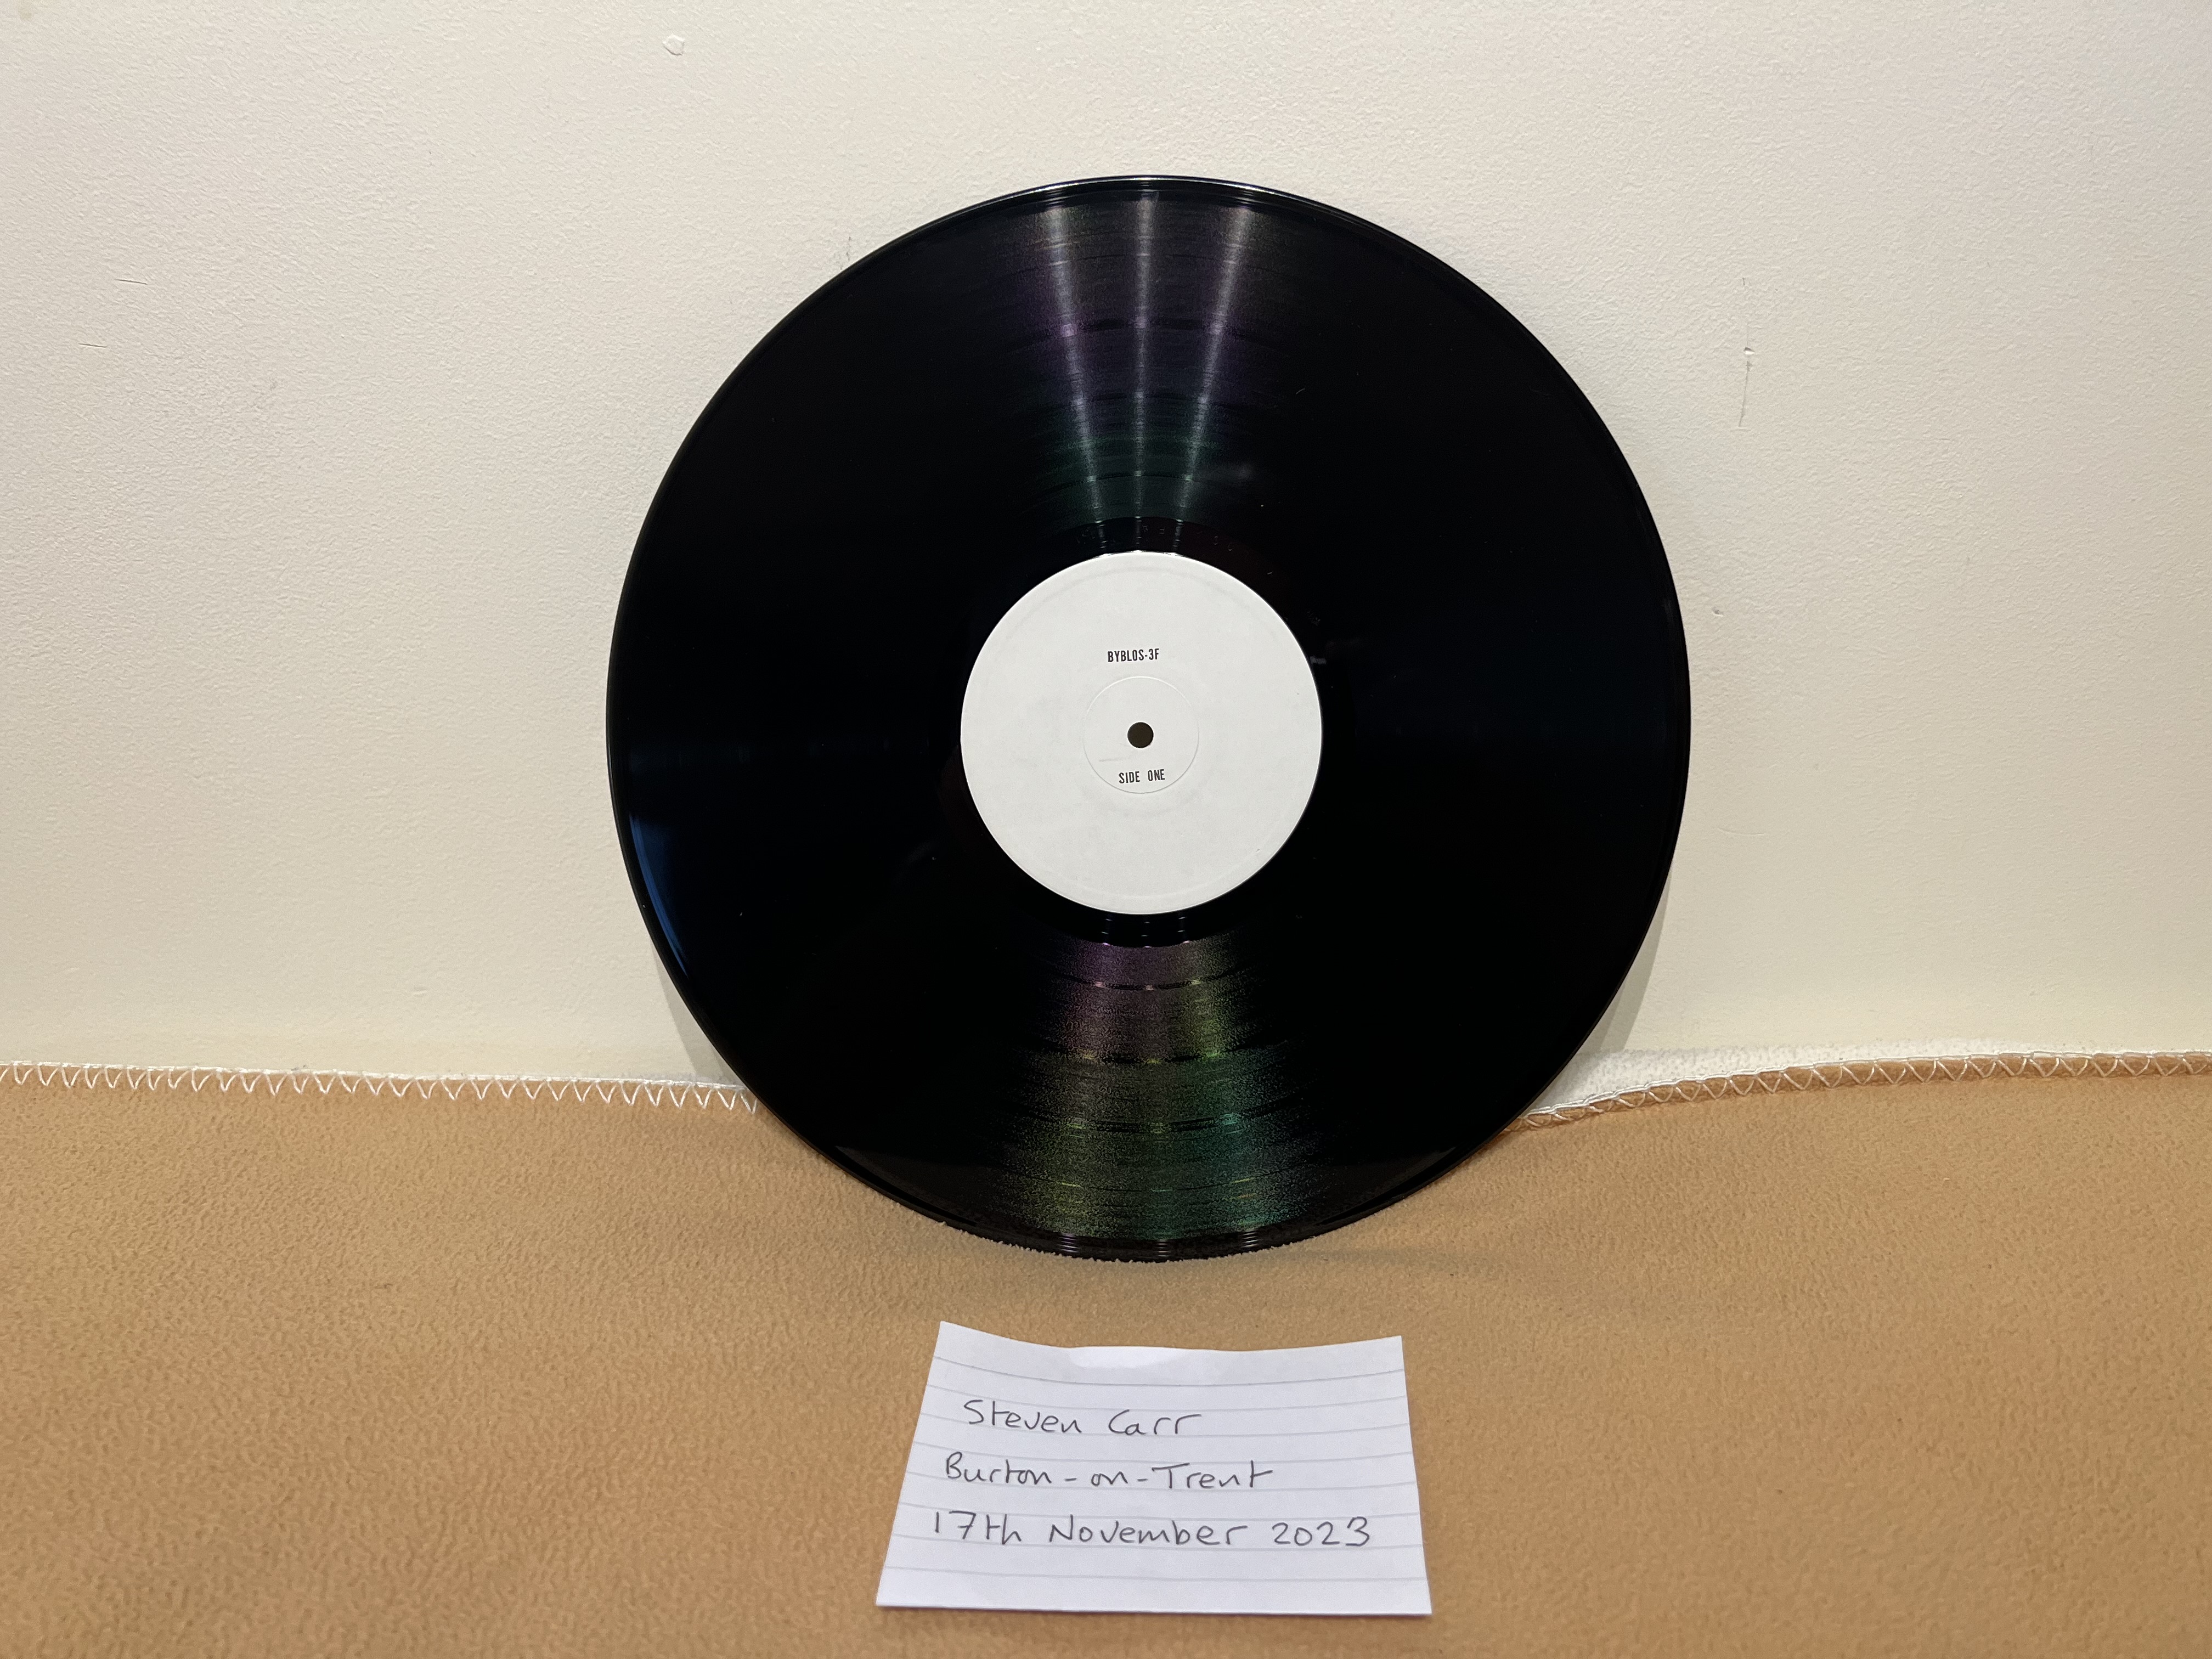 BYBLOS-3F
SIDE ONE
Steven Carr
Burton-on-Trent
17th November 2023